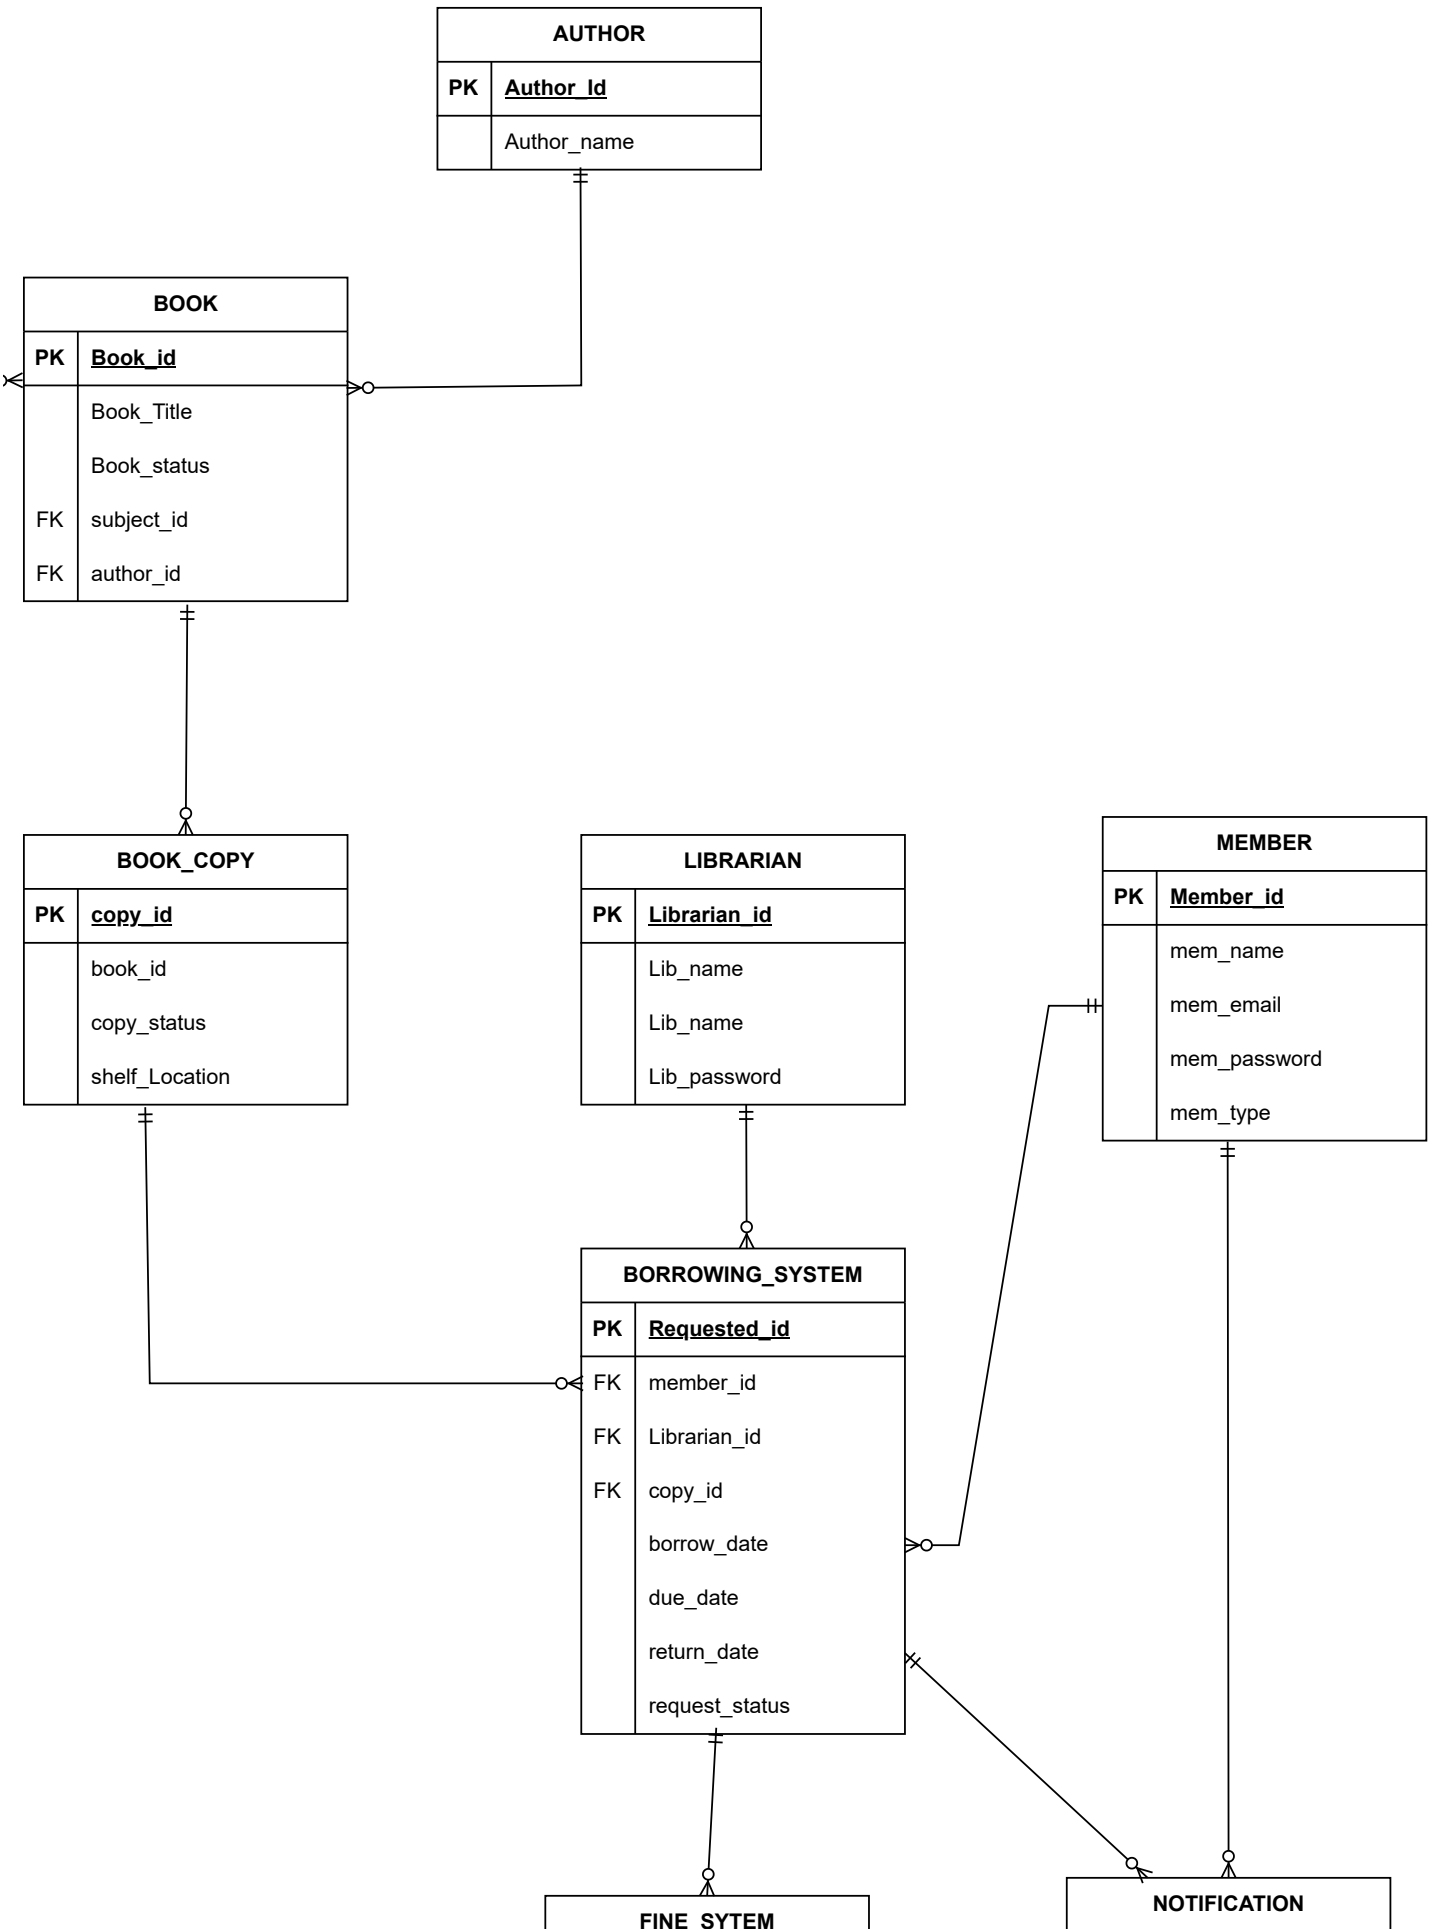 AUTHOR
PK Author_Id
Author_name
BOOK
PK Book_id
Book_Title
Book_status
FK subject_id
FK author_id
BOOK_COPY
PK copy_id
book_id
copy_status
shelf_Location
LIBRARIAN
PK Librarian_id
Lib_name
Lib_name
Lib_password
MEMBER
PK Member_id
mem_name
mem_email
mem_password
mem_type
BORROWING_SYSTEM
PK Requested_id
FK member_id
FK Librarian_id
FK copy_id
borrow_date
due_date
return_date
request_status
FINE_SYTEM
NOTIFICATION